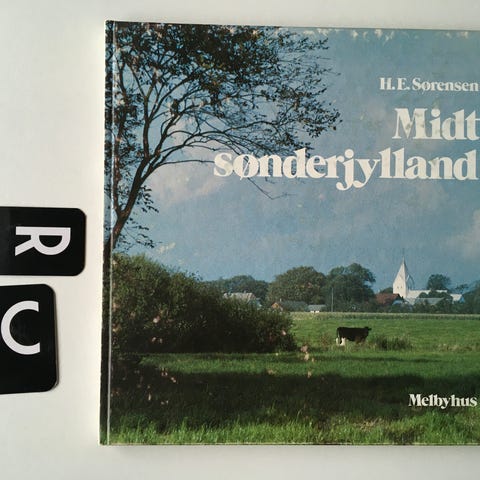 H. E. Sørensen
Midt
sønderjylland
Melbyhus
R
C